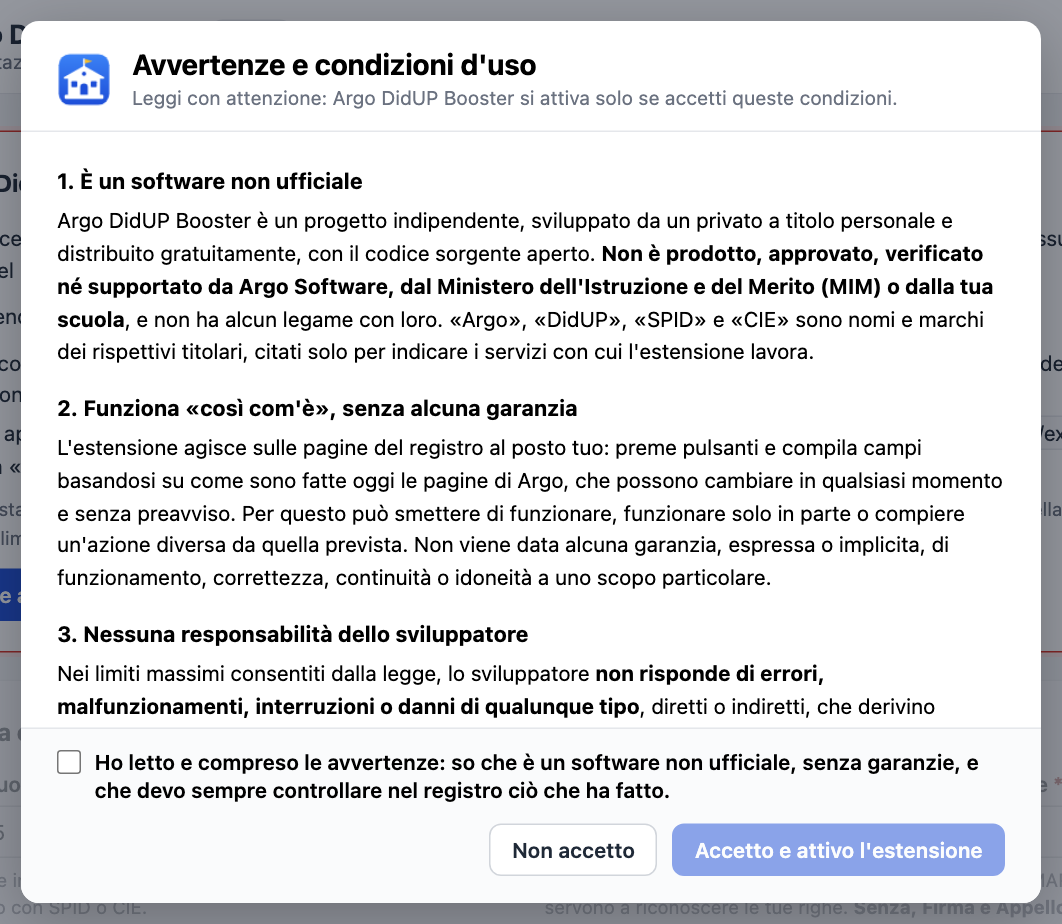 Avvertenze e condizioni d'uso
Leggi con attenzione: Argo DidUP Booster si attiva solo se accetti queste condizioni.
1. È un software non ufficiale
Argo DidUP Booster è un progetto indipendente, sviluppato da un privato a titolo personale e
distribuito gratuitamente, con il codice sorgente aperto. Non è prodotto, approvato, verificato
né supportato da Argo Software, dal Ministero dell'Istruzione e del Merito (MIM) o dalla tua
scuola, e non ha alcun legame con loro. «Argo», «DidUP», «SPID» e «CIE» sono nomi e marchi
dei rispettivi titolari, citati solo per indicare i servizi con cui l'estensione lavora.
2. Funziona «così com'è», senza alcuna garanzia
L'estensione agisce sulle pagine del registro al posto tuo: preme pulsanti e compila campi
basandosi su come sono fatte oggi le pagine di Argo, che possono cambiare in qualsiasi momento
e senza preavviso. Per questo può smettere di funzionare, funzionare solo in parte o compiere
un'azione diversa da quella prevista. Non viene data alcuna garanzia, espressa o implicita, di
funzionamento, correttezza, continuità o idoneità a uno scopo particolare.
3. Nessuna responsabilità dello sviluppatore
Nei limiti massimi consentiti dalla legge, lo sviluppatore non risponde di errori,
malfunzionamenti, interruzioni o danni di qualunque tipo, diretti o indiretti, che derivino
Ho letto e compreso le avvertenze: so che è un software non ufficiale, senza garanzie, e
che devo sempre controllare nel registro ciò che ha fatto.
Non accetto
Accetto e attivo l'estensione
con SPID o CIE.
servono a riconoscere le tue righe. Senza, Firma e Appello